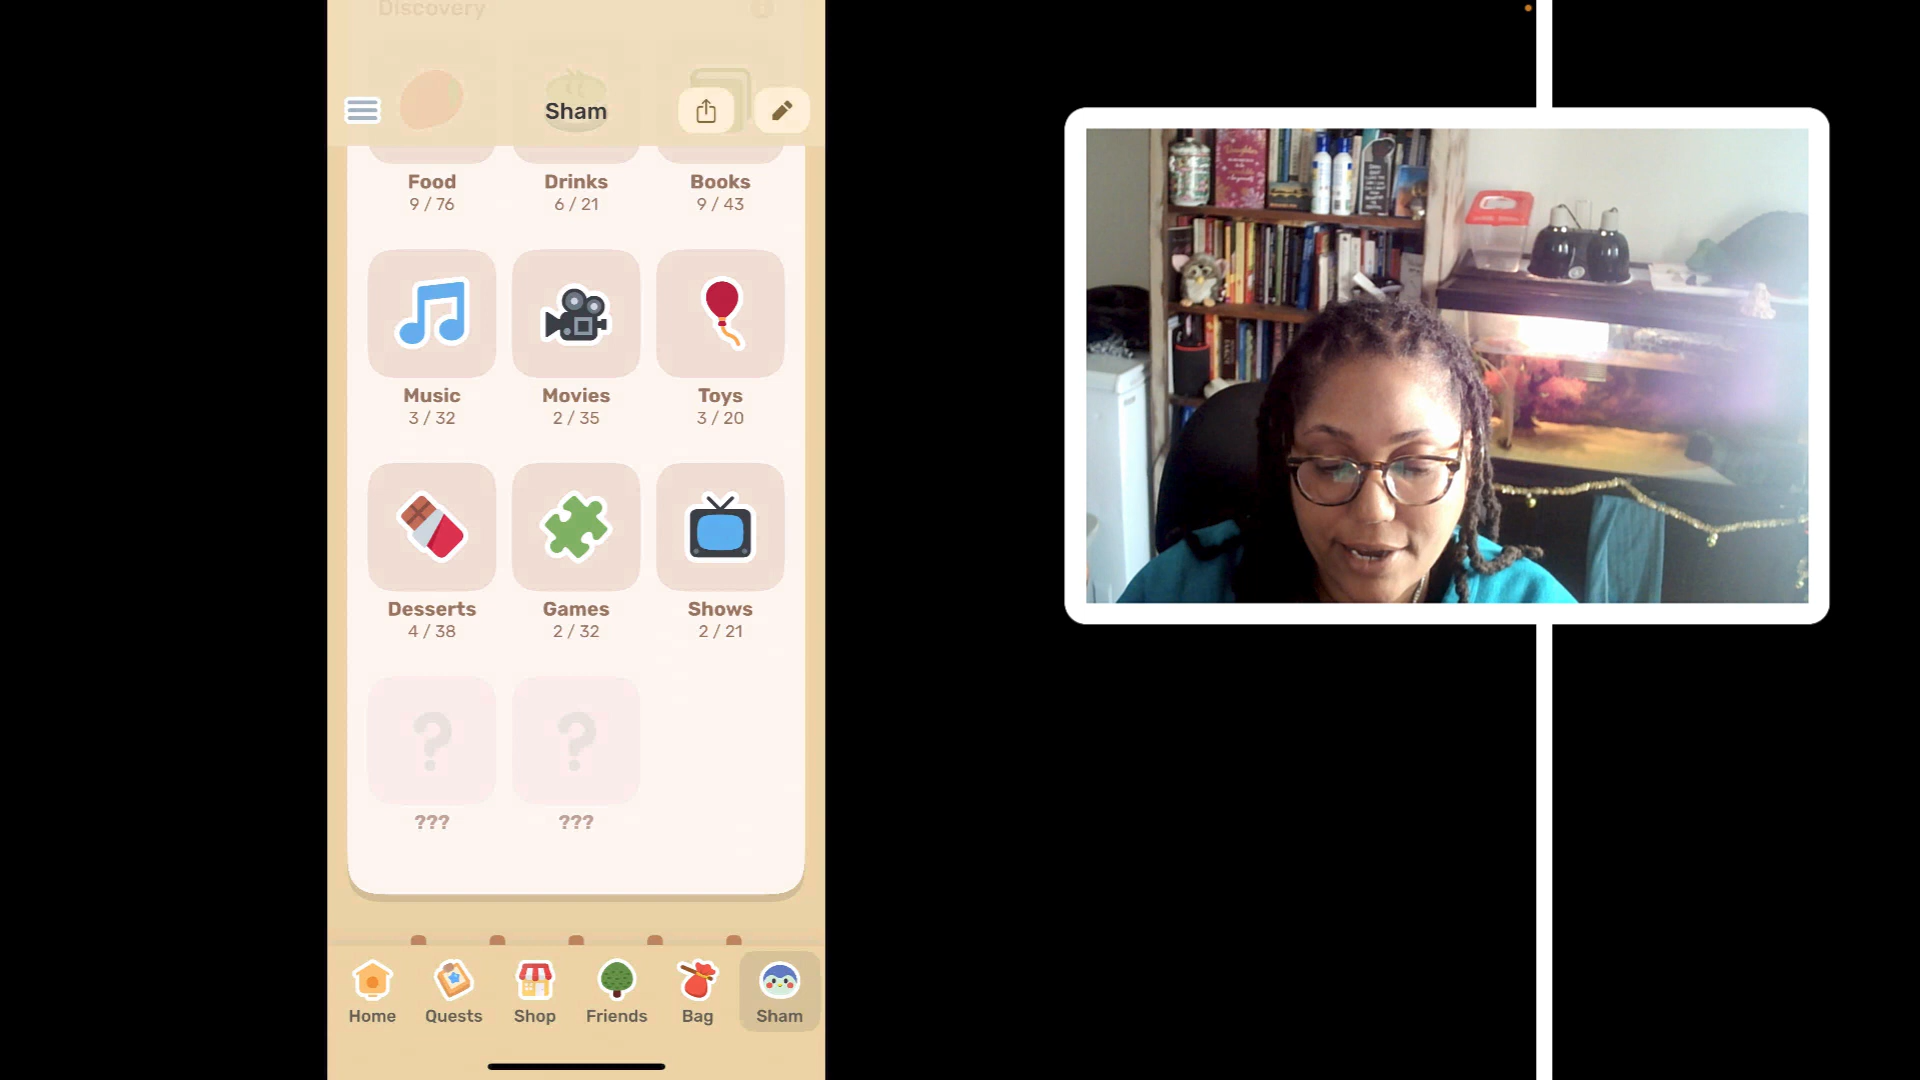 Discovery
Sham
Food
9 / 76
Drinks
6 / 21
Books
9 / 43
Music
3 / 32
Movies
2 / 35
Toys
3 / 20
Desserts
4 / 38
Games
2 / 32
Shows
2 / 21
???
???
Home
Quests
Shop
Friends
Bag
Sham